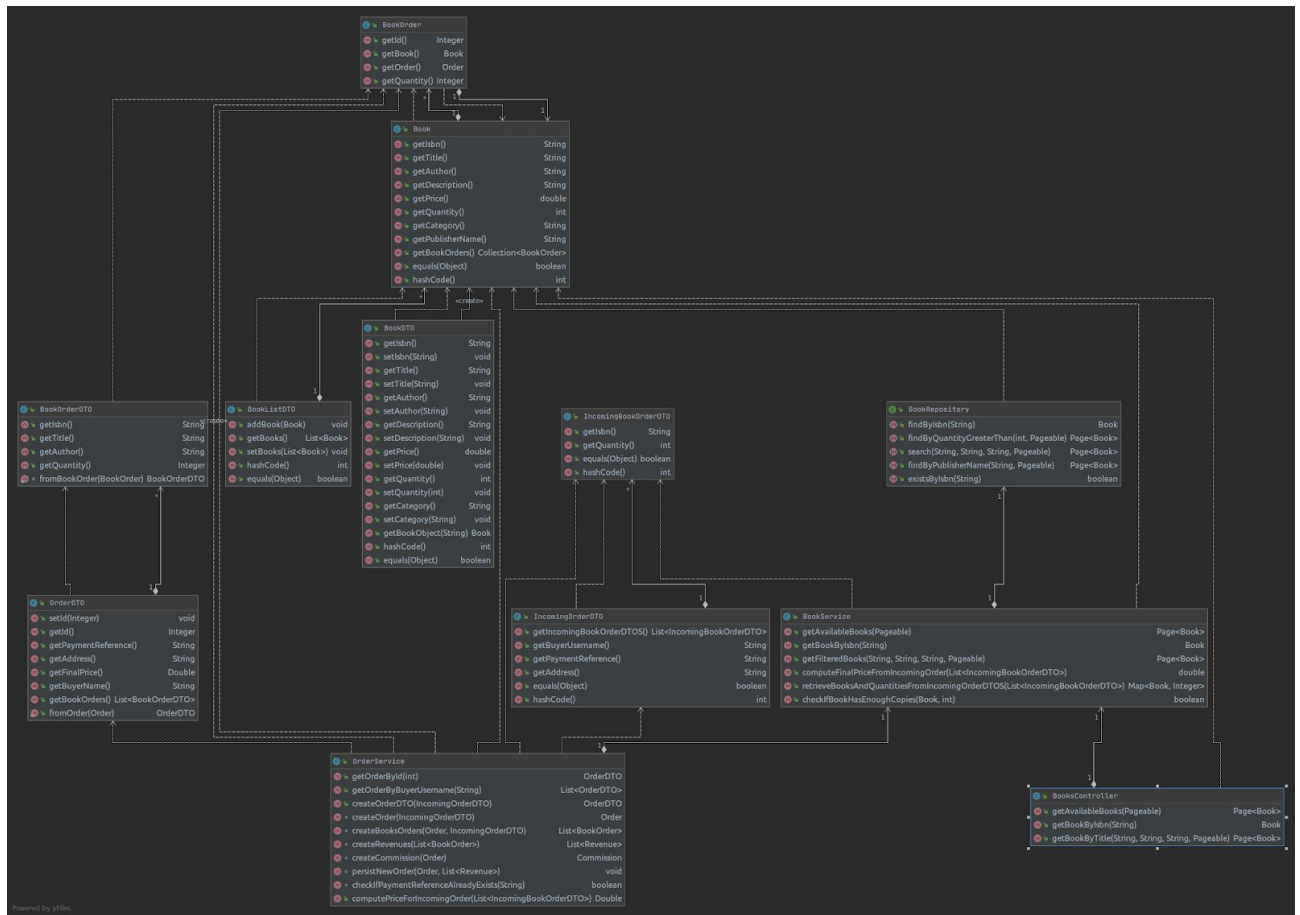 BookOrder
getId() Integer
getBook() Book
getOrder() Order
getQuantity() Integer
1
*
1
1
Book
getIsbn() String
getTitle() String
getAuthor() String
getDescription() String
getPrice() double
getQuantity() int
getCategory() String
getPublisherName() String
getBookOrders() Collection<BookOrder>
equals(Object) boolean
hashCode() int
*
«create»
BookDTO
getIsbn() String
setIsbn(String) void
getTitle() String
setTitle(String) void
getAuthor() String
setAuthor(String) void
getDescription() String
setDescription(String) void
getPrice() double
setPrice(double) void
getQuantity() int
setQuantity(int) void
getCategory() String
setCategory(String) void
getBookObject(String) Book
hashCode() int
equals(Object) boolean
1
BookOrderDTO
getIsbn() String
getTitle() String
getAuthor() String
getQuantity() Integer
fromBookOrder(BookOrder) BookOrderDTO
«create»
*
BookListDTO
addBook(Book) void
getBooks() List<Book>
setBooks(List<Book>) void
hashCode() int
equals(Object) boolean
IncomingBookOrderDTO
getIsbn() String
getQuantity() int
equals(Object) boolean
hashCode() int
*
BookRepository
findByIsbn(String) Book
findByQuantityGreaterThan(int, Pageable) Page<Book>
search(String, String, String, Pageable) Page<Book>
findByPublisherName(String, Pageable) Page<Book>
existsByIsbn(String) boolean
1
1
OrderDTO
setId(Integer) void
getId() Integer
getPaymentReference() String
getAddress() String
getFinalPrice() Double
getBuyerName() String
getBookOrders() List<BookOrderDTO>
fromOrder(Order) OrderDTO
1
IncomingOrderDTO
getIncomingBookOrderDTOS() List<IncomingBookOrderDTO>
getBuyerUsername() String
getPaymentReference() String
getAddress() String
equals(Object) boolean
hashCode() int
1
BookService
getAvailableBooks(Pageable) Page<Book>
getBookByIsbn(String) Book
getFilteredBooks(String, String, String, Pageable) Page<Book>
computeFinalPriceFromIncomingOrder(List<IncomingBookOrderDTO>) double
retrieveBooksAndQuantitiesFromIncomingOrderDTOS(List<IncomingBookOrderDTO>) Map<Book, Integer>
checkIfBookHasEnoughCopies(Book, int) boolean
1
1
1
OrderService
getOrderById(int) OrderDTO
getOrderByBuyerUsername(String) List<OrderDTO>
createOrderDTO(IncomingOrderDTO) OrderDTO
createOrder(IncomingOrderDTO) Order
createBooksOrders(Order, IncomingOrderDTO) List<BookOrder>
createRevenues(List<BookOrder>) List<Revenue>
createCommission(Order) Commission
persistNewOrder(Order, List<Revenue>) void
checkIfPaymentReferenceAlreadyExists(String) boolean
computePriceForIncomingOrder(List<IncomingBookOrderDTO>) Double
1
BooksController
getAvailableBooks(Pageable) Page<Book>
getBookByIsbn(String) Book
getBookByTitle(String, String, String, Pageable) Page<Book>
Powered by yFiles